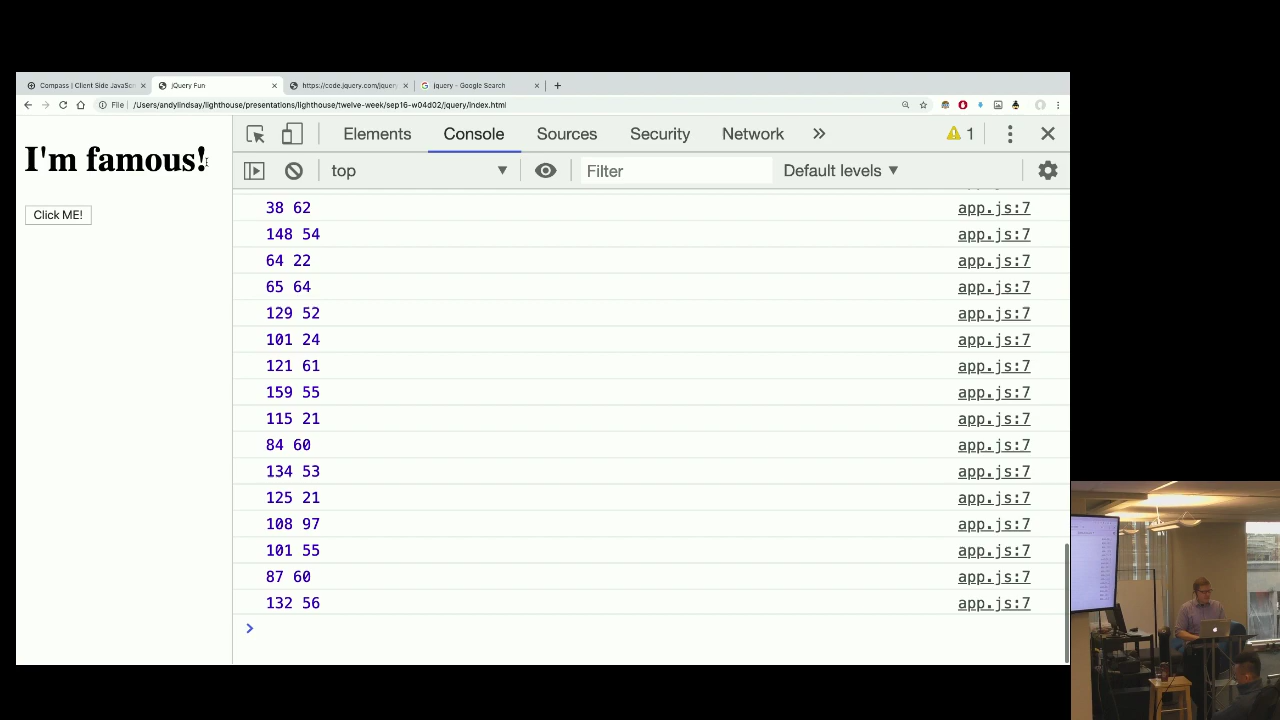 Compass | Client Side JavaScri
jQuery Fun
https://code.jquery.com/jquery
jquery - Google Search
File
/Users/andylindsay/lighthouse/presentations/lighthouse/twelve-week/sep16-w04d02/jquery/index.html
I'm famous!
Click ME!
Elements
Console
Sources
Security
Network
1
top
Filter
Default levels
38 62 app.js:7
148 54 app.js:7
64 22 app.js:7
65 64 app.js:7
129 52 app.js:7
101 24 app.js:7
121 61 app.js:7
159 55 app.js:7
115 21 app.js:7
84 60 app.js:7
134 53 app.js:7
125 21 app.js:7
108 97 app.js:7
101 55 app.js:7
87 60 app.js:7
132 56 app.js:7